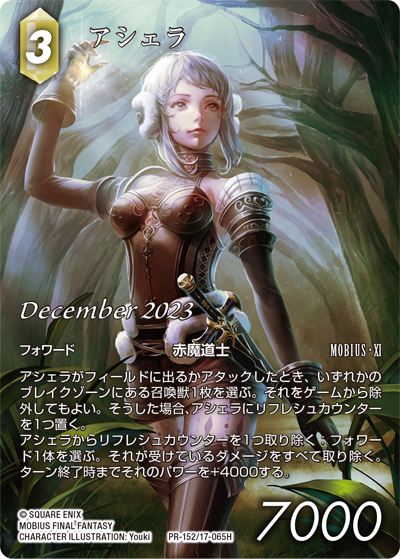 3
アシェラ
December 2023
フォワード 赤魔道士 MOBIUS・XI
アシェラがフィールドに出るかアタックしたとき、いずれかの
ブレイクゾーンにある召喚獣1枚を選ぶ。それをゲームから除
外してもよい。そうした場合、アシェラにリフレシュカウンター
を1つ置く。
アシェラからリフレシュカウンターを1つ取り除く：フォワー
ド1体を選ぶ。それが受けているダメージをすべて取り除く。
ターン終了時までそれのパワーを+4000する。
© SQUARE ENIX
MOBIUS FINAL FANTASY
CHARACTER ILLUSTRATION: Youki PR-152/17-065H
7000